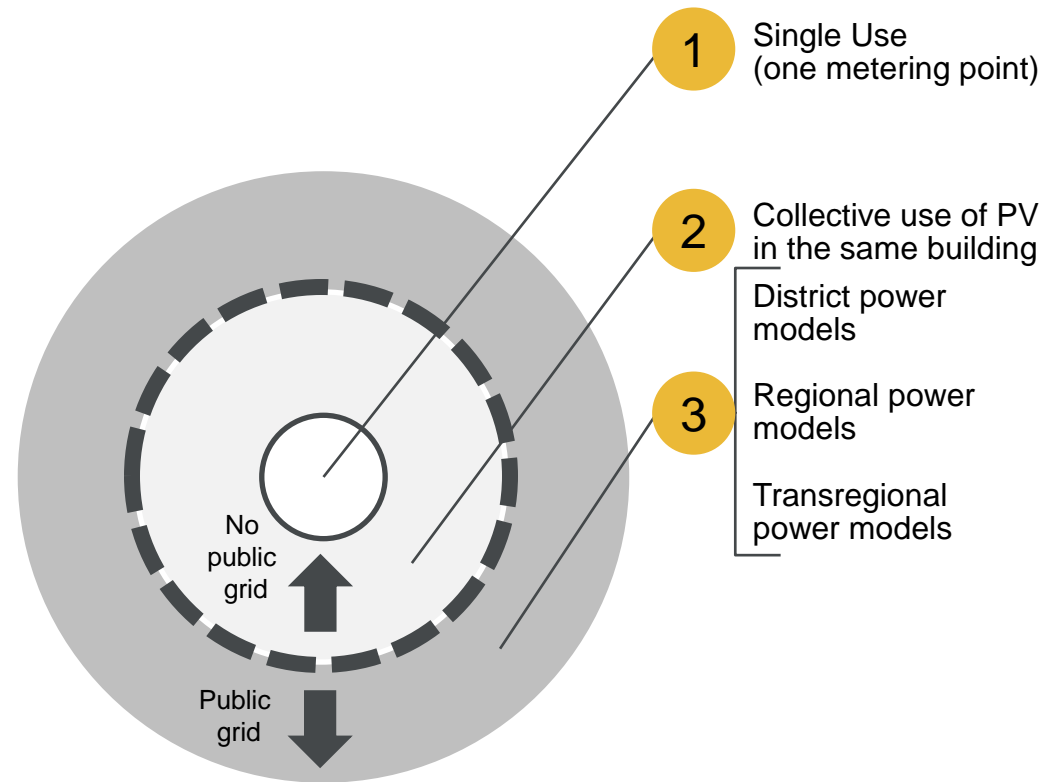 1
Single Use
(one metering point)
2
Collective use of PV
in the same building
3
District power
models
Regional power
models
Transregional
power models
No
public
grid
Public
grid